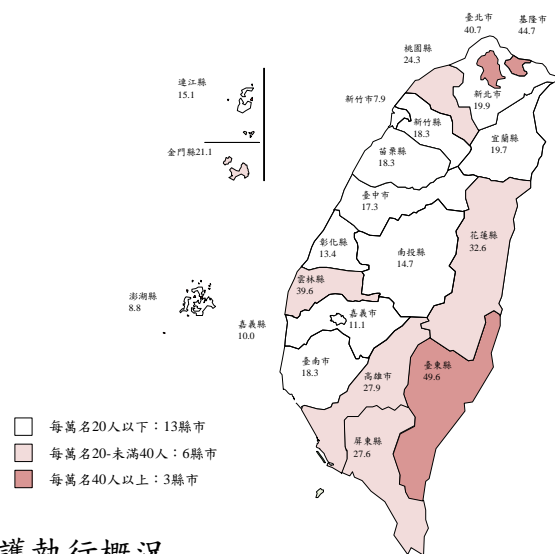 臺北市
40.7
基隆市
44.7
桃園縣
24.3
連江縣
15.1
新北市
19.9
新竹市7.9
新竹縣
18.3
宜蘭縣
19.7
金門縣21.1
苗栗縣
18.3
臺中市
17.3
花蓮縣
32.6
彰化縣
13.4
南投縣
14.7
雲林縣
39.6
澎湖縣
8.8
嘉義市
11.1
嘉義縣
10.0
臺南市
18.3
高雄市
27.9
臺東縣
49.6
屏東縣
27.6
每萬名20人以下：13縣市
每萬名20-未滿40人：6縣市
每萬名40人以上：3縣市
護執行概況